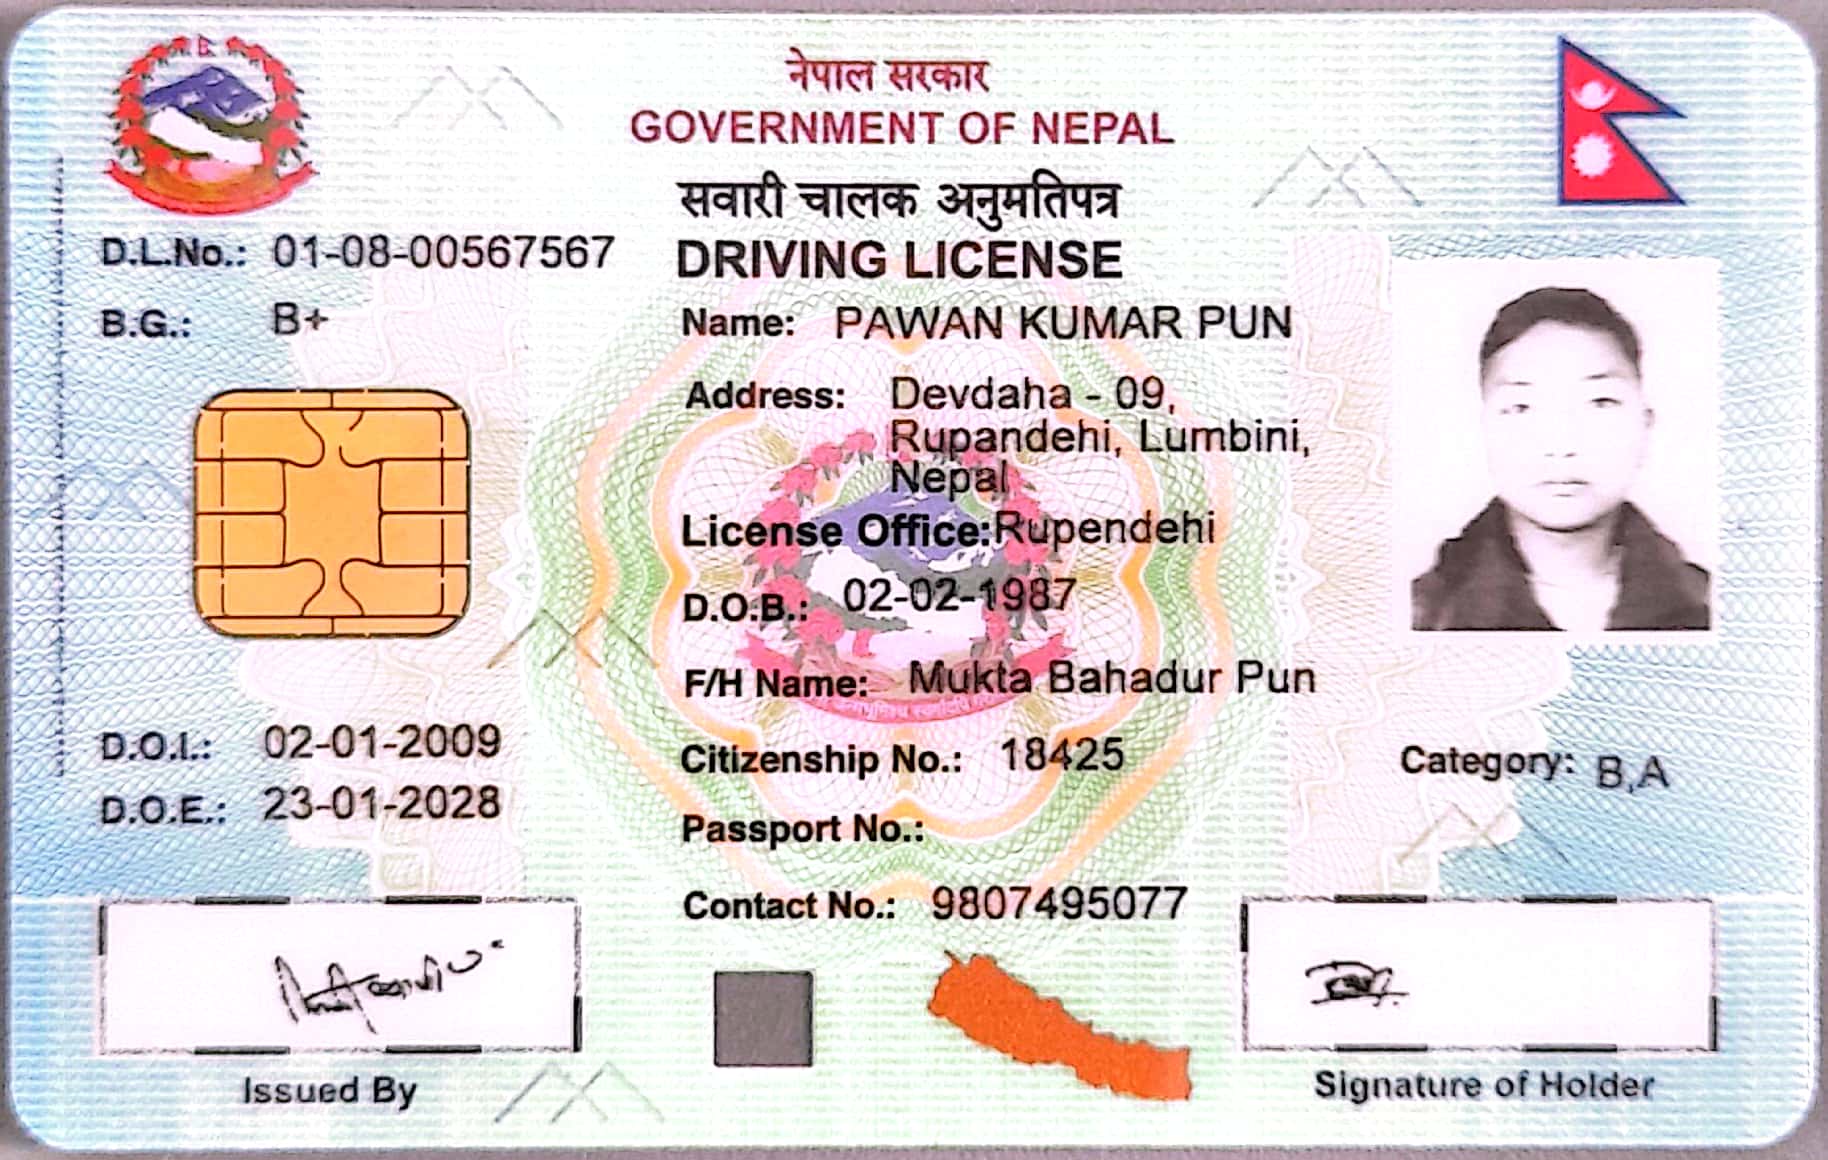 नेपाल सरकार
GOVERNMENT OF NEPAL
सवारी चालक अनुमतिपत्र
DRIVING LICENSE
D.L.No.: 01-08-00567567
B.G.: B+
Name: PAWAN KUMAR PUN
Address: Devdaha - 09,
Rupandehi, Lumbini,
Nepal
License Office: Rupendehi
D.O.B.: 02-02-1987
F/H Name: Mukta Bahadur Pun
D.O.I.: 02-01-2009
Citizenship No.: 18425
Category: B,A
D.O.E.: 23-01-2028
Passport No.:
Contact No.: 9807495077
Issued By
Signature of Holder